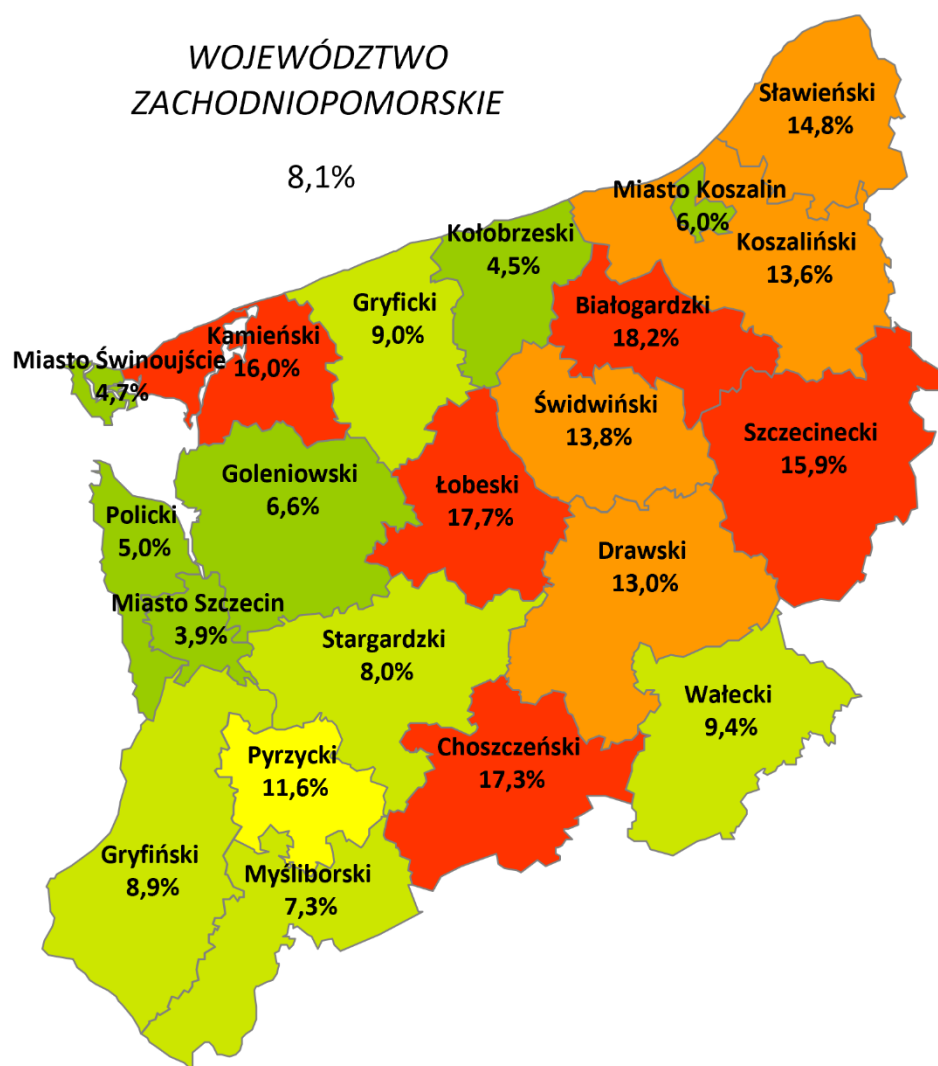 WOJEWÓDZTWO
ZACHODNIOPOMORSKIE
8,1%
Sławieński
14,8%
Miasto Koszalin
6,0%
Koszaliński
13,6%
Kołobrzeski
4,5%
Białogardzki
18,2%
Gryficki
9,0%
Kamieński
16,0%
Miasto Świnoujście
4,7%
Świdwiński
13,8%
Szczecinecki
15,9%
Goleniowski
6,6%
Łobeski
17,7%
Policki
5,0%
Drawski
13,0%
Miasto Szczecin
3,9%
Stargardzki
8,0%
Wałecki
9,4%
Choszczeński
17,3%
Pyrzycki
11,6%
Gryfiński
8,9%
Myśliborski
7,3%